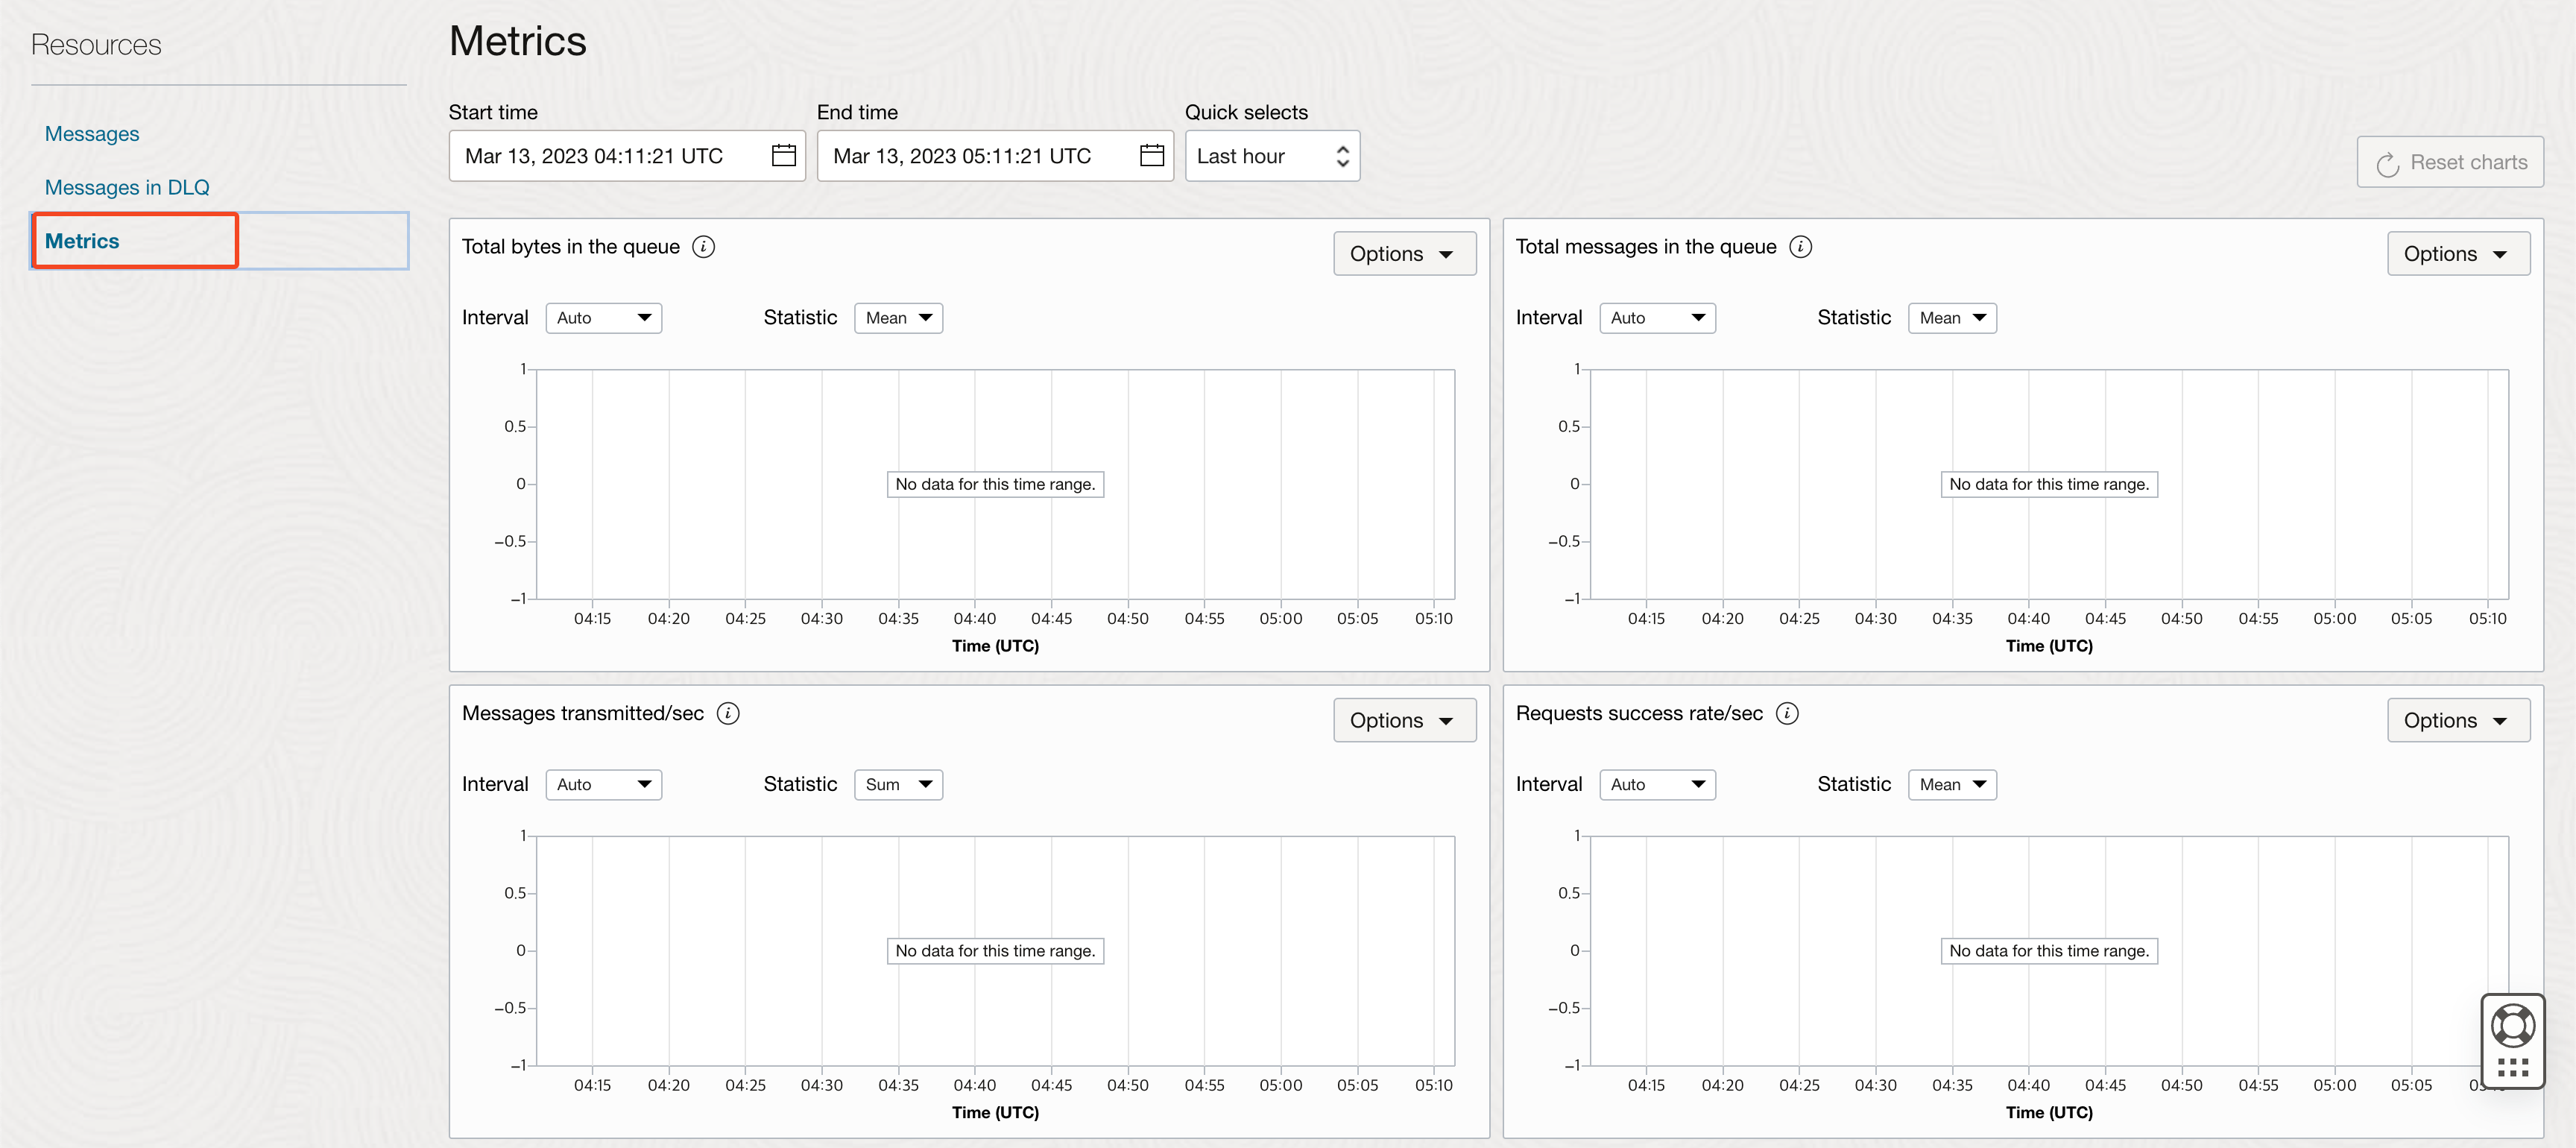 Resources
Messages
Messages in DLQ
Metrics
Metrics
Start time
End time
Quick selects
Mar 13, 2023 04:11:21 UTC
Mar 13, 2023 05:11:21 UTC
Last hour
Reset charts
Total bytes in the queue
Options
Interval Auto Statistic Mean
1
0.5
0
No data for this time range.
–0.5
–1
04:15 04:20 04:25 04:30 04:35 04:40 04:45 04:50 04:55 05:00 05:05 05:10
Time (UTC)
Total messages in the queue
Options
Interval Auto Statistic Mean
1
0.5
0
No data for this time range.
–0.5
–1
04:15 04:20 04:25 04:30 04:35 04:40 04:45 04:50 04:55 05:00 05:05 05:10
Time (UTC)
Messages transmitted/sec
Options
Interval Auto Statistic Sum
1
0.5
0
No data for this time range.
–0.5
–1
04:15 04:20 04:25 04:30 04:35 04:40 04:45 04:50 04:55 05:00 05:05 05:10
Time (UTC)
Requests success rate/sec
Options
Interval Auto Statistic Mean
1
0.5
0
No data for this time range.
–0.5
–1
04:15 04:20 04:25 04:30 04:35 04:40 04:45 04:50 04:55 05:00 05:05
Time (UTC)